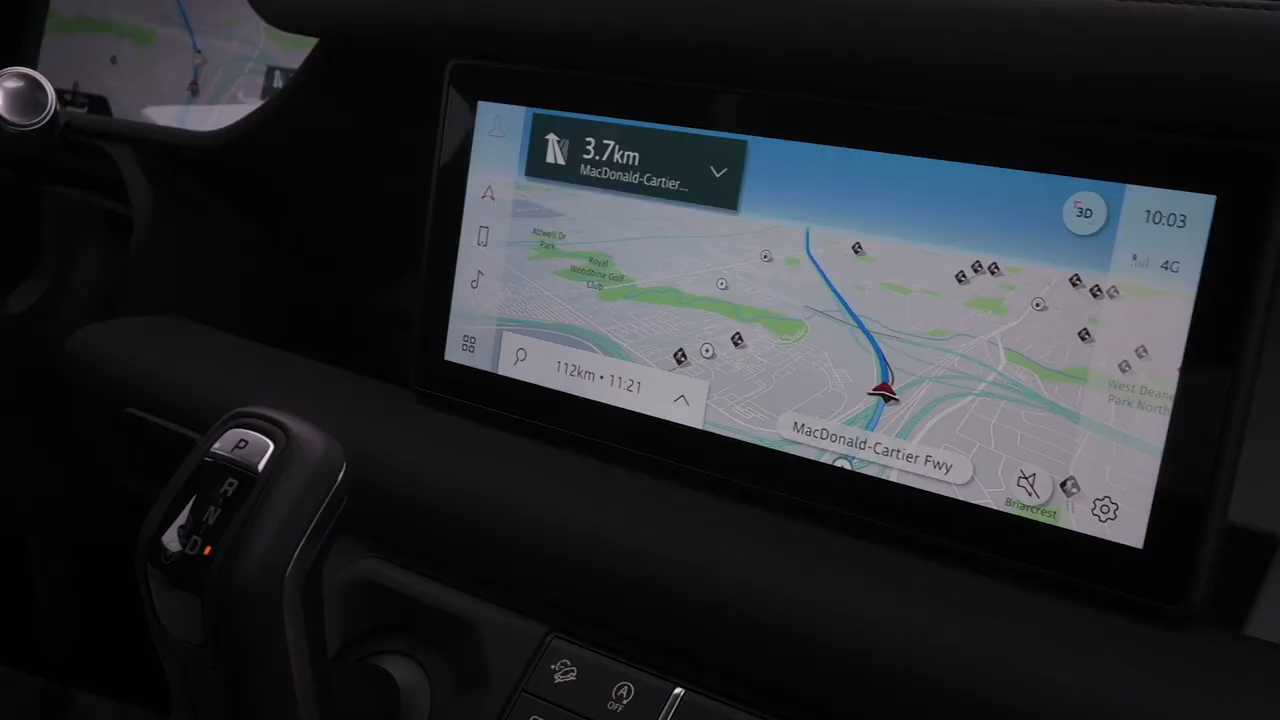 3.7km
MacDonald-Cartier...
3D
10:03
4G
Attwell Dr
Park
Royal
Woodbine Golf
Club
112km • 11:21
West Deane
Park North
MacDonald-Cartier Fwy
Briarcrest
P
R
N
D
A
OFF